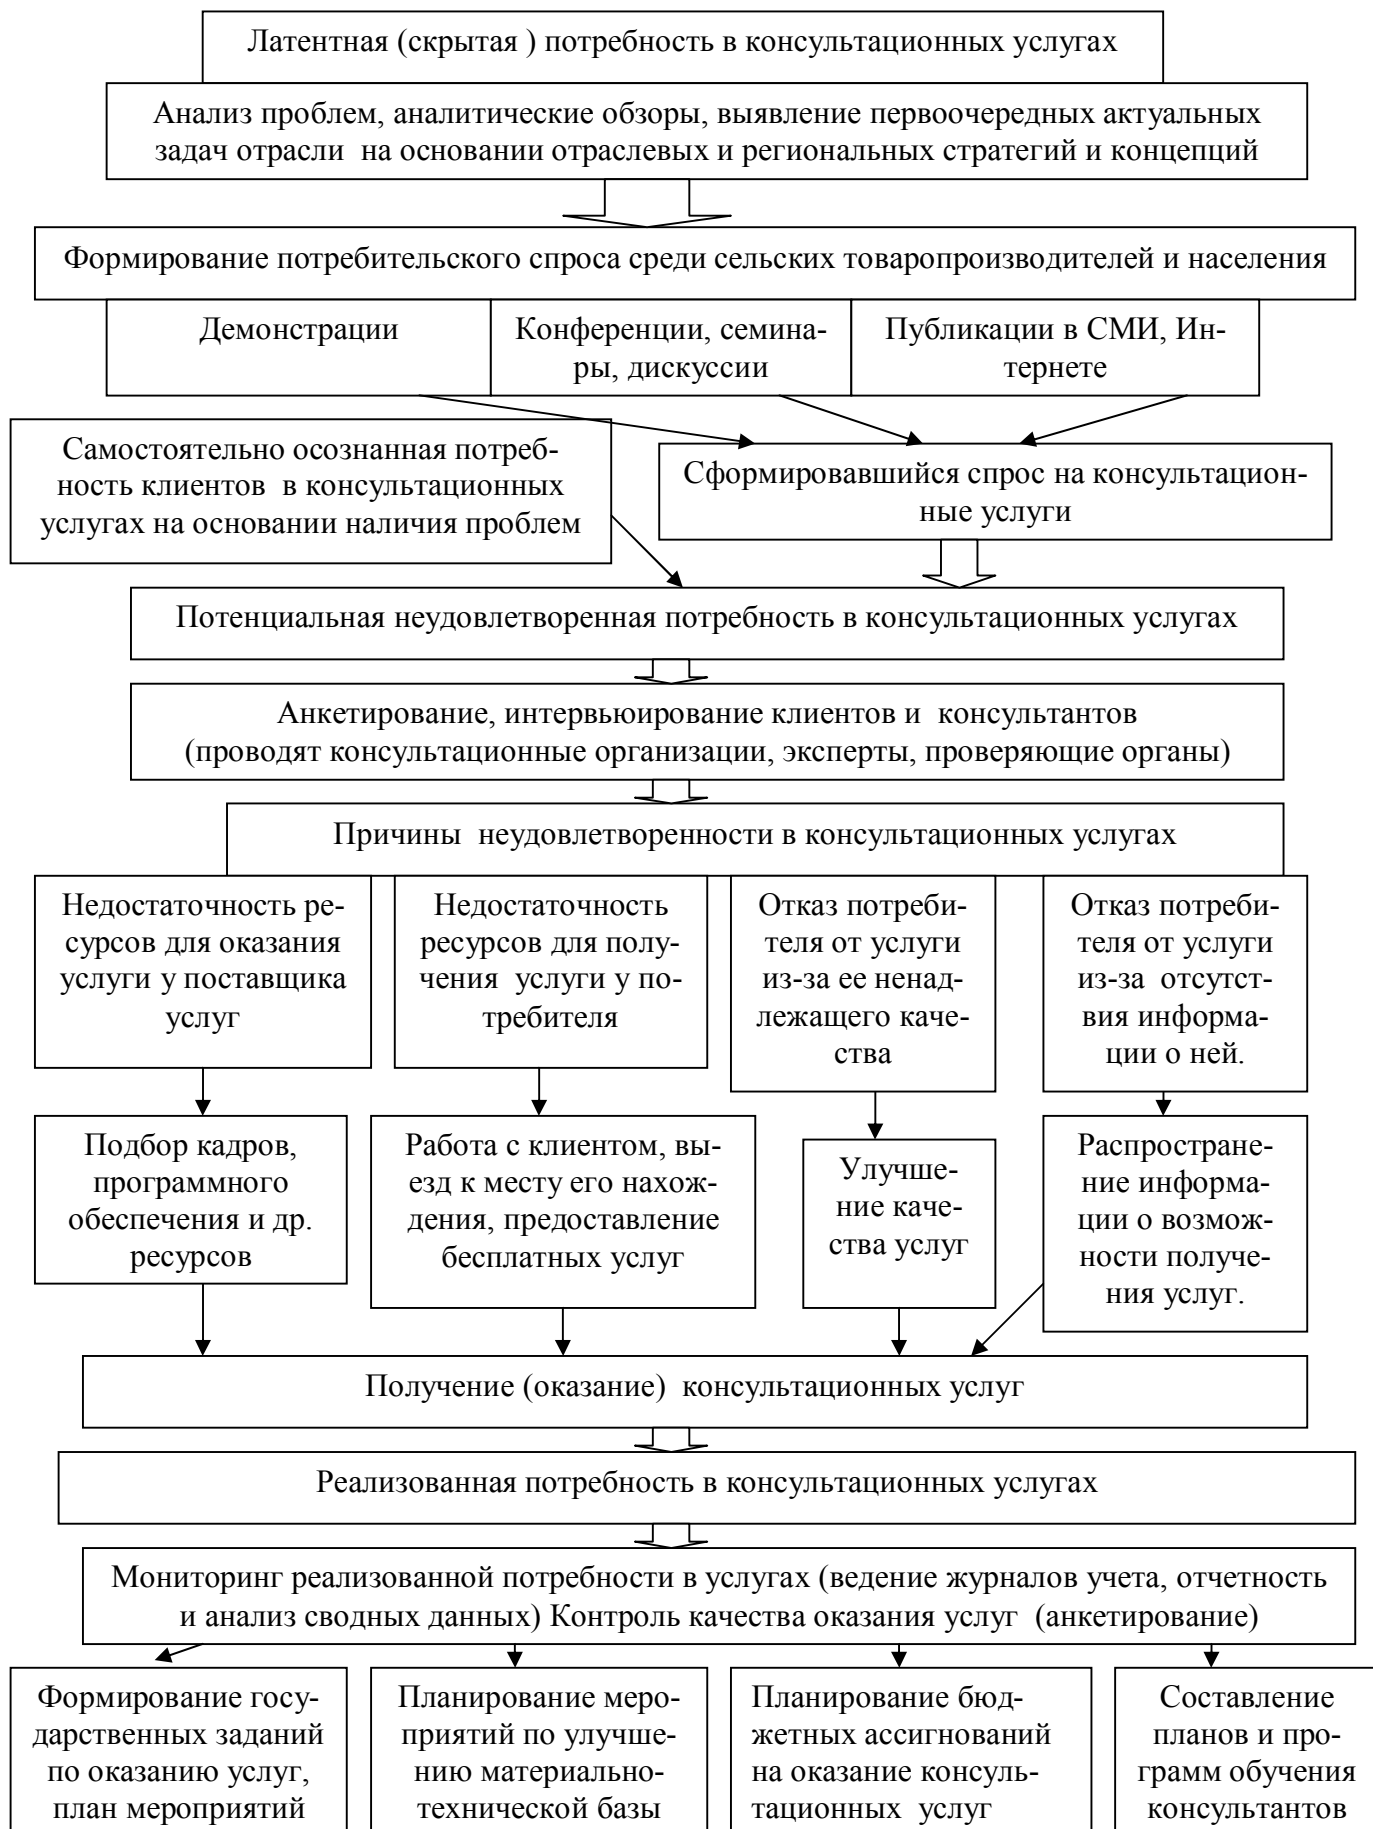 Латентная (скрытая ) потребность в консультационных услугах
Анализ проблем, аналитические обзоры, выявление первоочередных актуальных
задач отрасли на основании отраслевых и региональных стратегий и концепций
Формирование потребительского спроса среди сельских товаропроизводителей и населения
Демонстрации
Конференции, семина-
ры, дискуссии
Публикации в СМИ, Ин-
тернете
Самостоятельно осознанная потреб-
ность клиентов в консультационных
услугах на основании наличия проблем
Сформировавшийся спрос на консультацион-
ные услуги
Потенциальная неудовлетворенная потребность в консультационных услугах
Анкетирование, интервьюирование клиентов и консультантов
(проводят консультационные организации, эксперты, проверяющие органы)
Причины неудовлетворенности в консультационных услугах
Недостаточность ре-
сурсов для оказания
услуги у поставщика
услуг
Недостаточность
ресурсов для полу-
чения услуги у по-
требителя
Отказ потреби-
теля от услуги
из-за ее ненад-
лежащего каче-
ства
Отказ потреби-
теля от услуги
из-за отсутст-
вия информа-
ции о ней.
Подбор кадров,
программного
обеспечения и др.
ресурсов
Работа с клиентом, вы-
езд к месту его нахож-
дения, предоставление
бесплатных услуг
Улучше-
ние каче-
ства услуг
Распростране-
ние информа-
ции о возмож-
ности получе-
ния услуг.
Получение (оказание) консультационных услуг
Реализованная потребность в консультационных услугах
Мониторинг реализованной потребности в услугах (ведение журналов учета, отчетность
и анализ сводных данных) Контроль качества оказания услуг (анкетирование)
Формирование госу-
дарственных заданий
по оказанию услуг,
план мероприятий
Планирование меро-
приятий по улучше-
нию материально-
технической базы
Планирование бюд-
жетных ассигнований
на оказание консуль-
тационных услуг
Составление
планов и про-
грамм обучения
консультантов